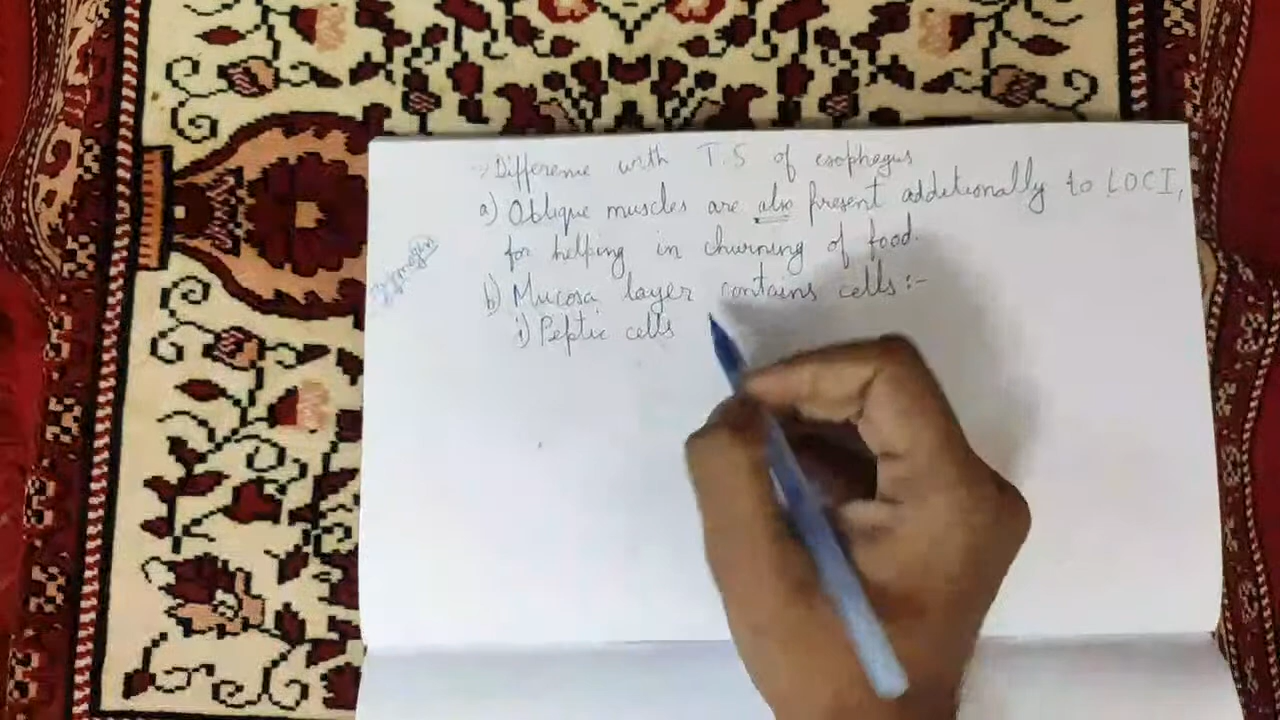 Difference with T.S of esophagus
a) Oblique muscles are also present additionally to LOCI,
for helping in churning of food.
b) Mucosa layer contains cells:-
i) Peptic cells